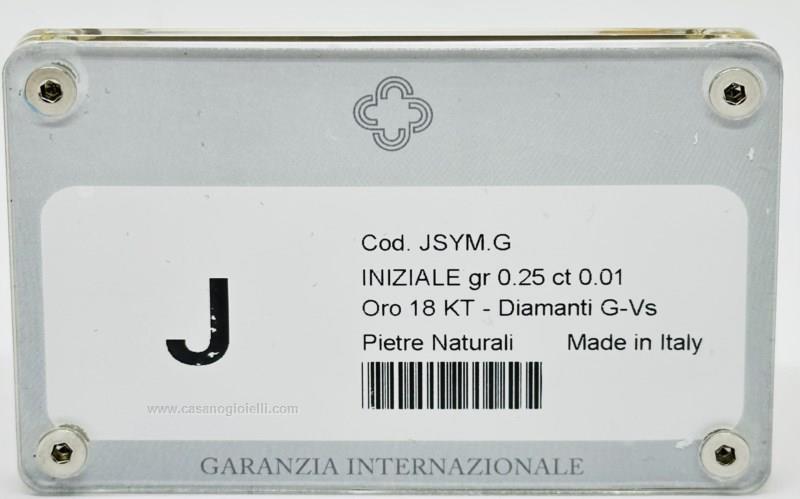 Cod. JSYM.G
INIZIALE gr 0.25 ct 0.01
Oro 18 KT - Diamanti G-Vs
Pietre Naturali Made in Italy
J
www.casanogioielli.com
GARANZIA INTERNAZIONALE